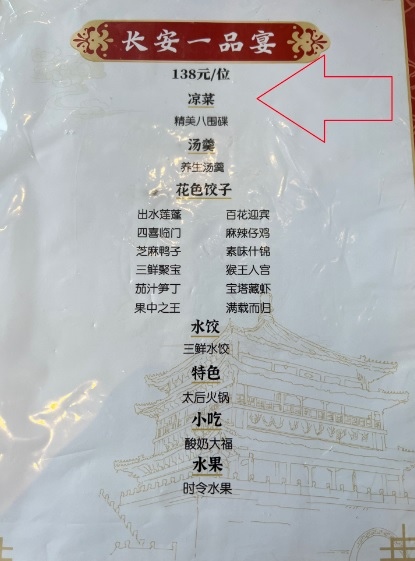 长安一品宴
138元/位
凉菜
精美八围碟
汤羹
养生汤羹
花色饺子
出水莲蓬 百花迎宾
四喜临门 麻辣仔鸡
芝麻鸭子 素味什锦
三鲜聚宝 猴王入宫
茄汁笋丁 宝塔藏虾
果中之王 满载而归
水饺
三鲜水饺
特色
太后火锅
小吃
酸奶大福
水果
时令水果